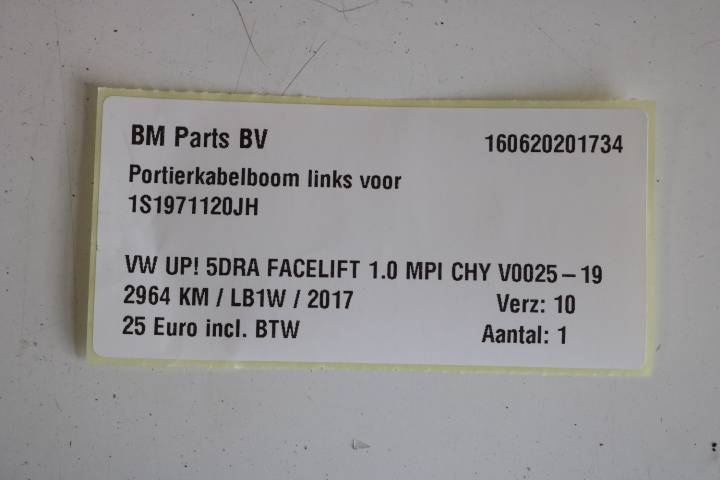 BM Parts BV 160620201734
Portierkabelboom links voor
1S1971120JH
VW UP! 5DRA FACELIFT 1.0 MPI CHY V0025-19
2964 KM / LB1W / 2017 Verz: 10
25 Euro incl. BTW Aantal: 1